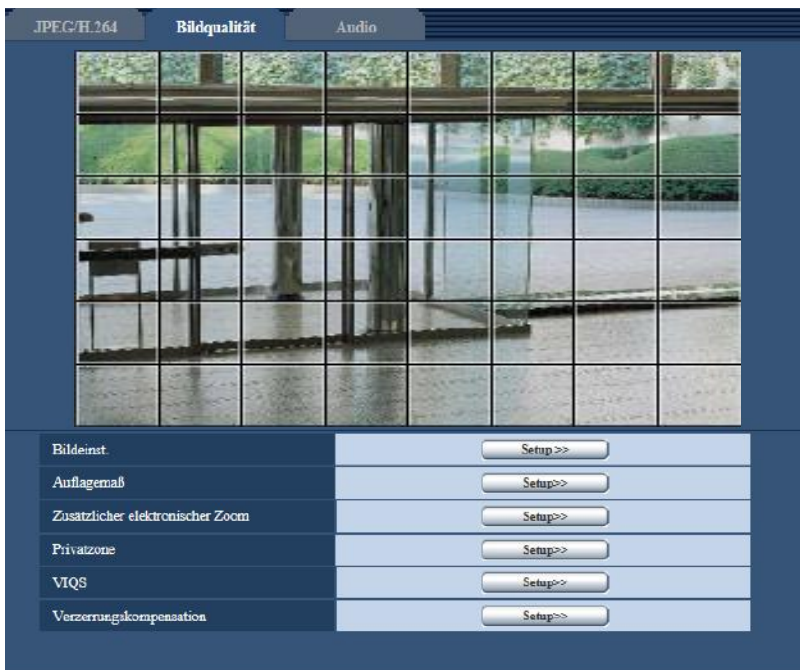 JPEG/H.264 Bildqualität Audio
Bildeinst. Setup>>
Auflagemaß Setup>>
Zusätzlicher elektronischer Zoom Setup>>
Privatzone Setup>>
VIQS Setup>>
Verzerrungskompensation Setup>>